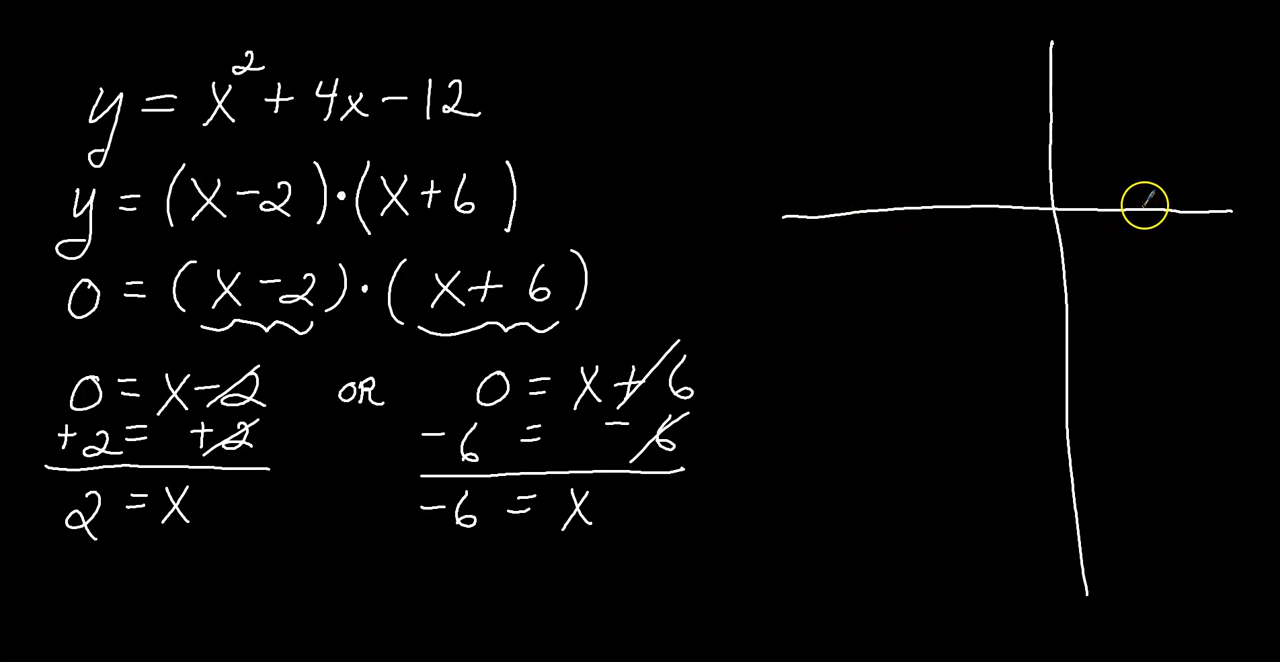 y = x² + 4x - 12
y = (x - 2) · (x + 6)
0 = (x - 2) · (x + 6)
0 = x - 2 OR 0 = x + 6
+2 = +2 -6 = -6
2 = x -6 = x